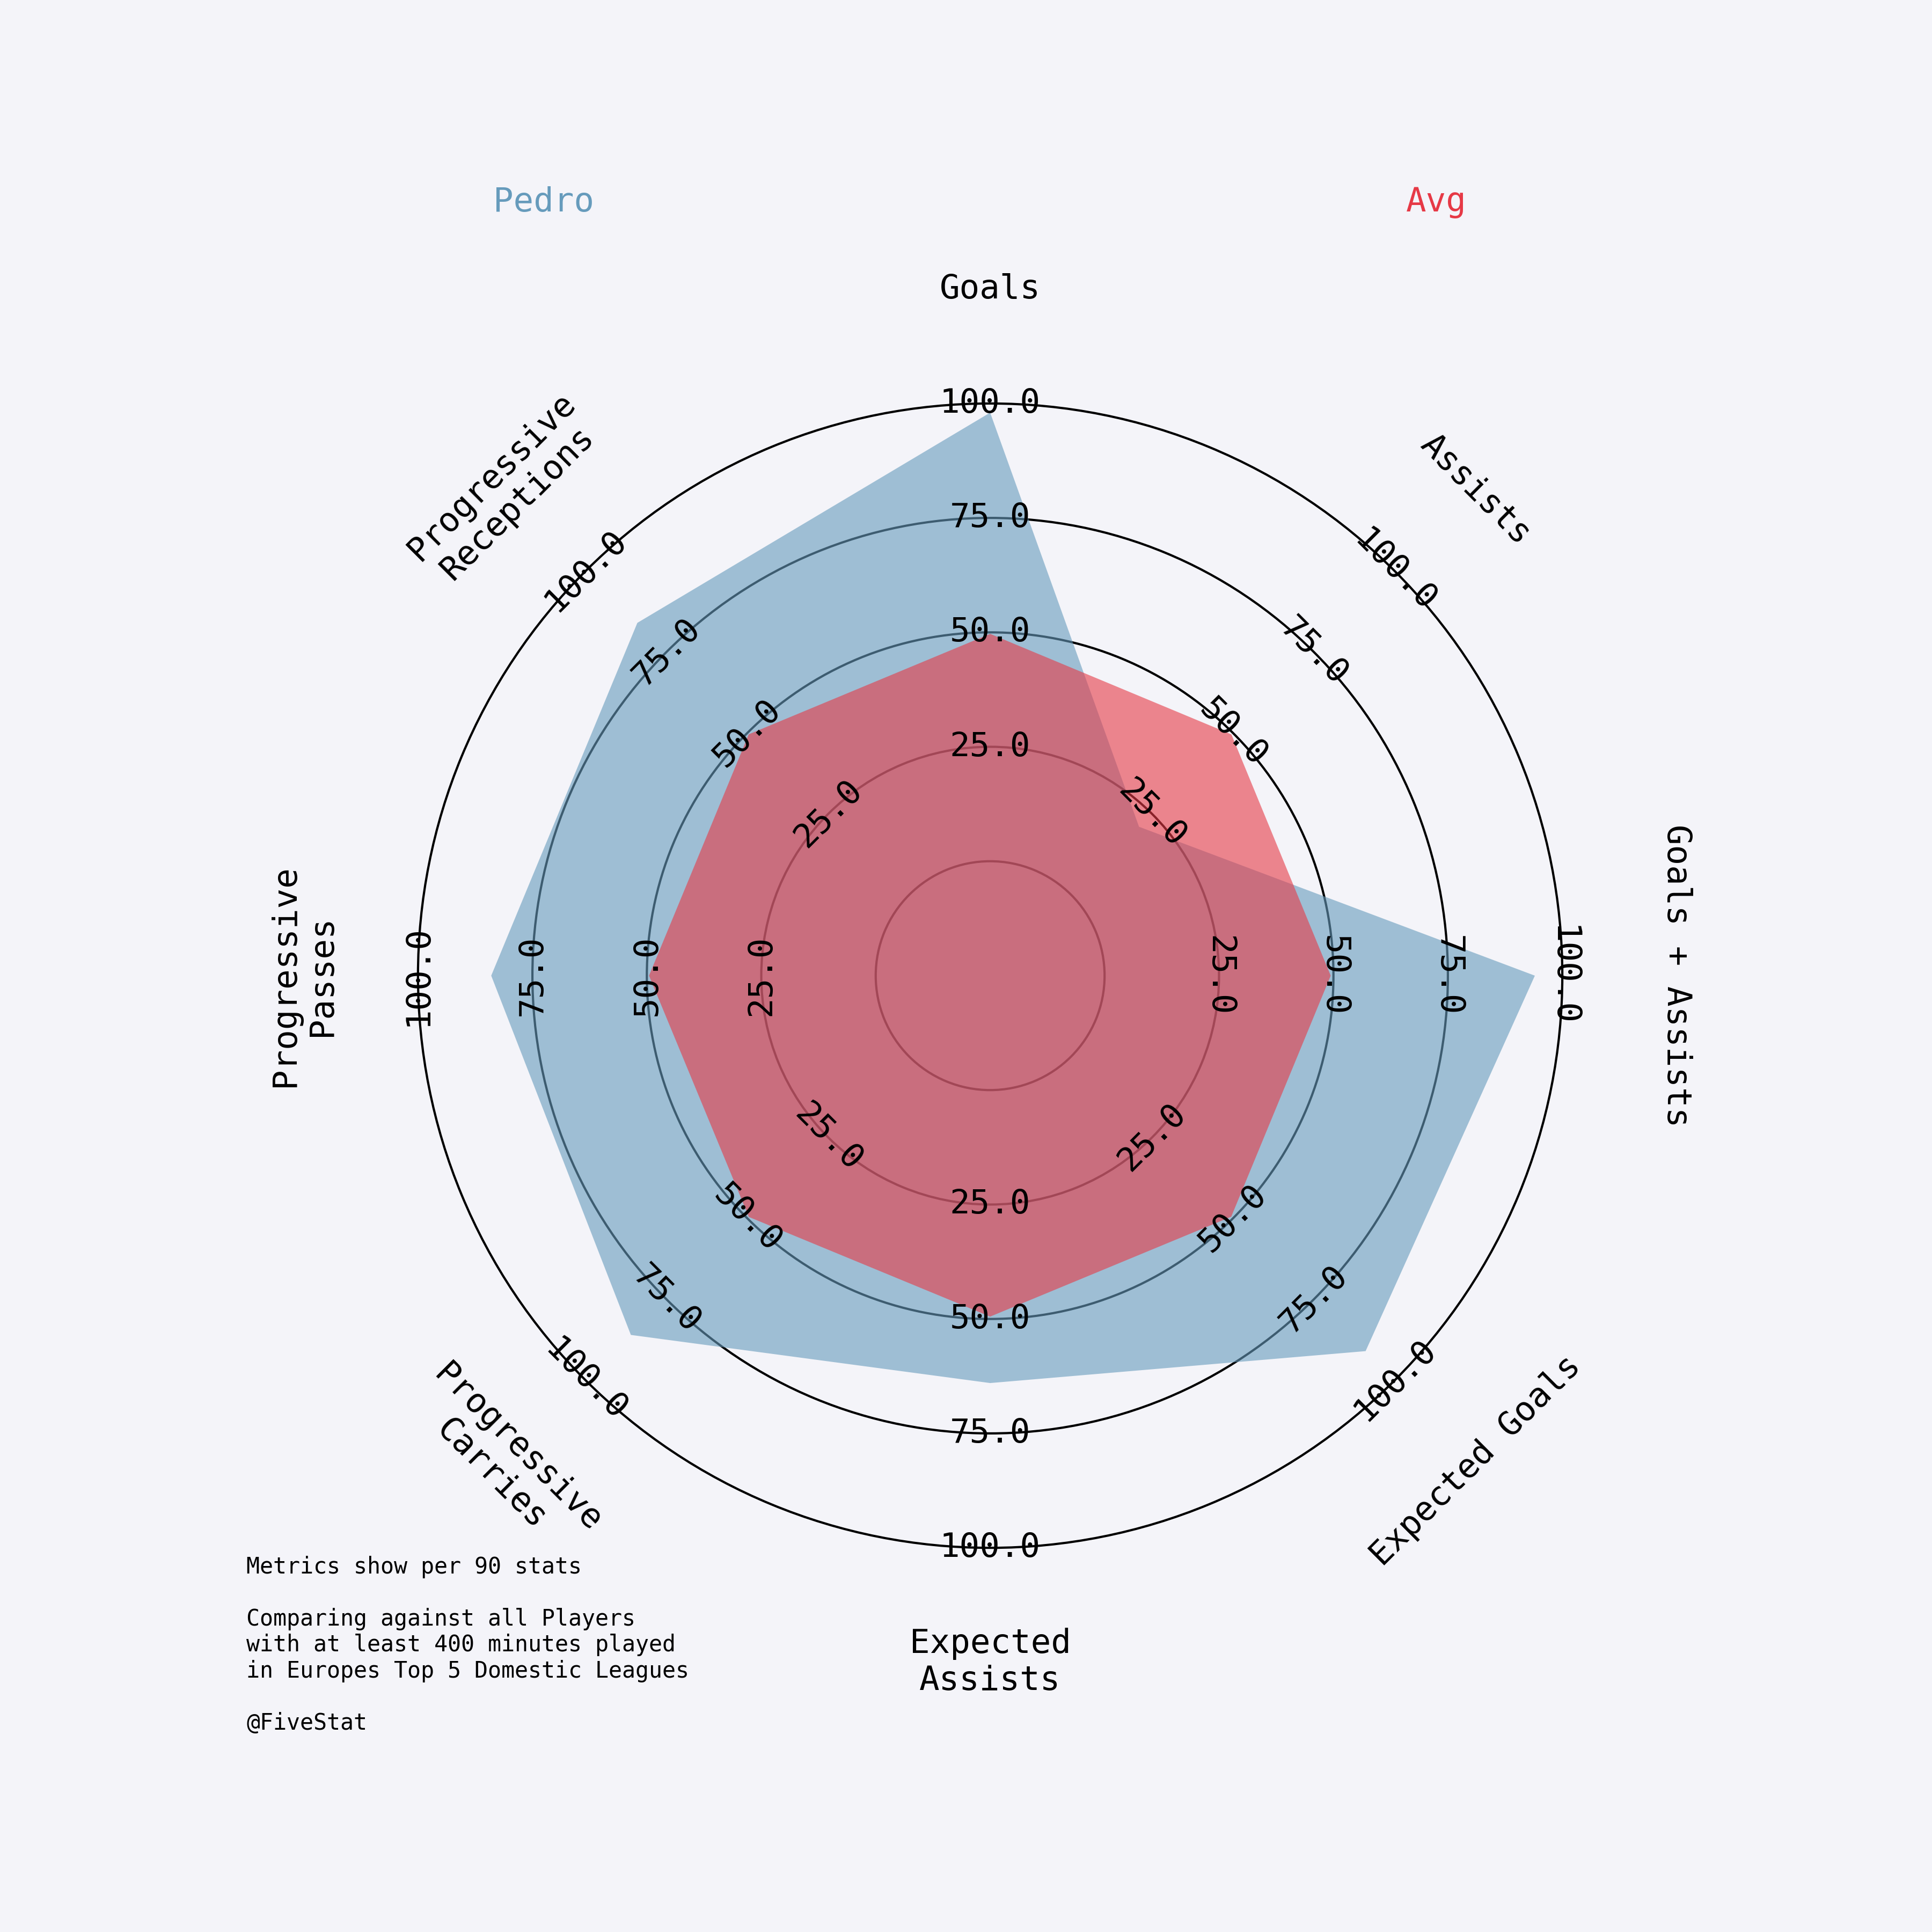 Pedro
Avg
Goals
Assists
Goals + Assists
Expected Goals
Expected
Assists
Progressive
Carries
Progressive
Passes
Progressive
Receptions
25.0
50.0
75.0
100.0
25.0
50.0
75.0
100.0
25.0
50.0
75.0
100.0
25.0
50.0
75.0
100.0
25.0
50.0
75.0
100.0
25.0
50.0
75.0
100.0
25.0
50.0
75.0
100.0
25.0
50.0
75.0
100.0
Metrics show per 90 stats
Comparing against all Players
with at least 400 minutes played
in Europes Top 5 Domestic Leagues
@FiveStat